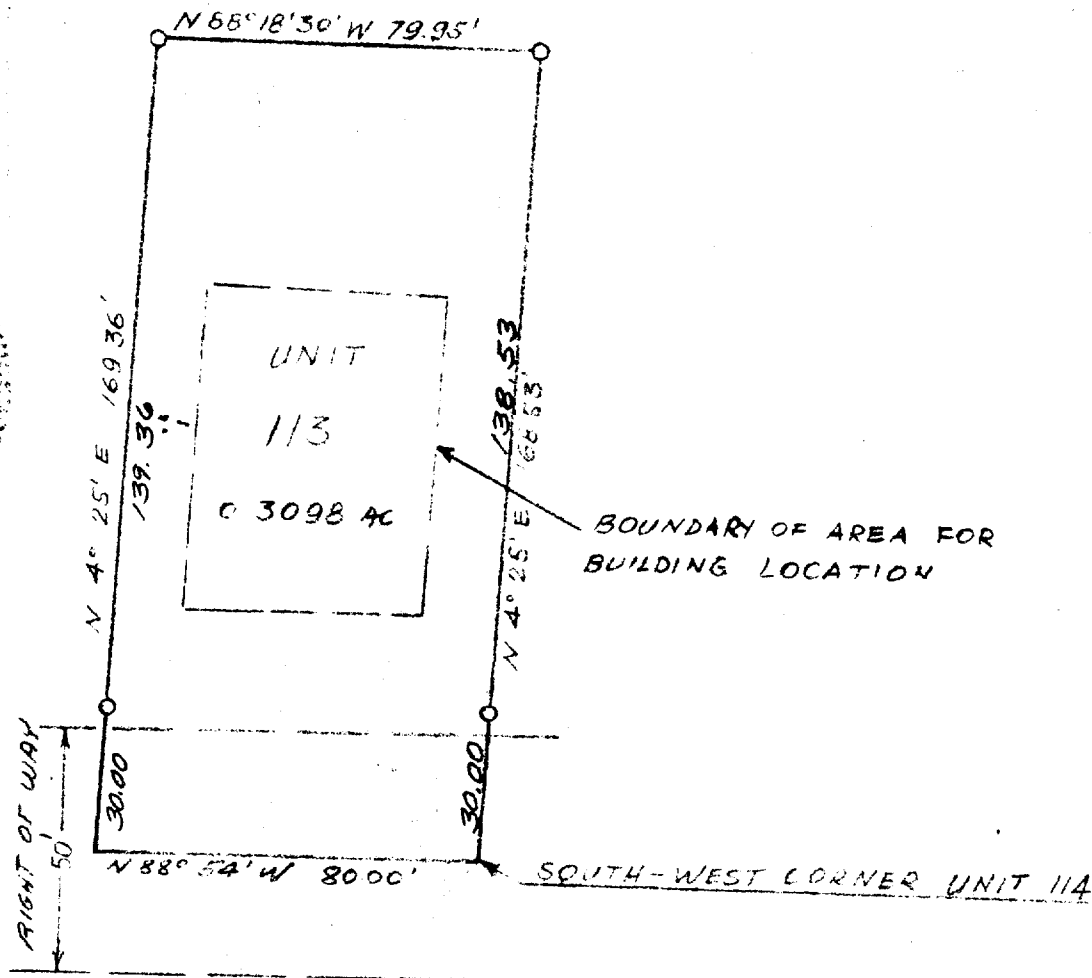 N 88° 18' 30' W 79.95'
N 4° 25' E 169 36'
139.36
UNIT
113
0 3098 AC
138.53
N 4° 25' E 168 53'
BOUNDARY OF AREA FOR
BUILDING LOCATION
RIGHT OF WAY
50'
30.00
30.00
N 88° 54' W 80 00'
SOUTH-WEST CORNER UNIT 114